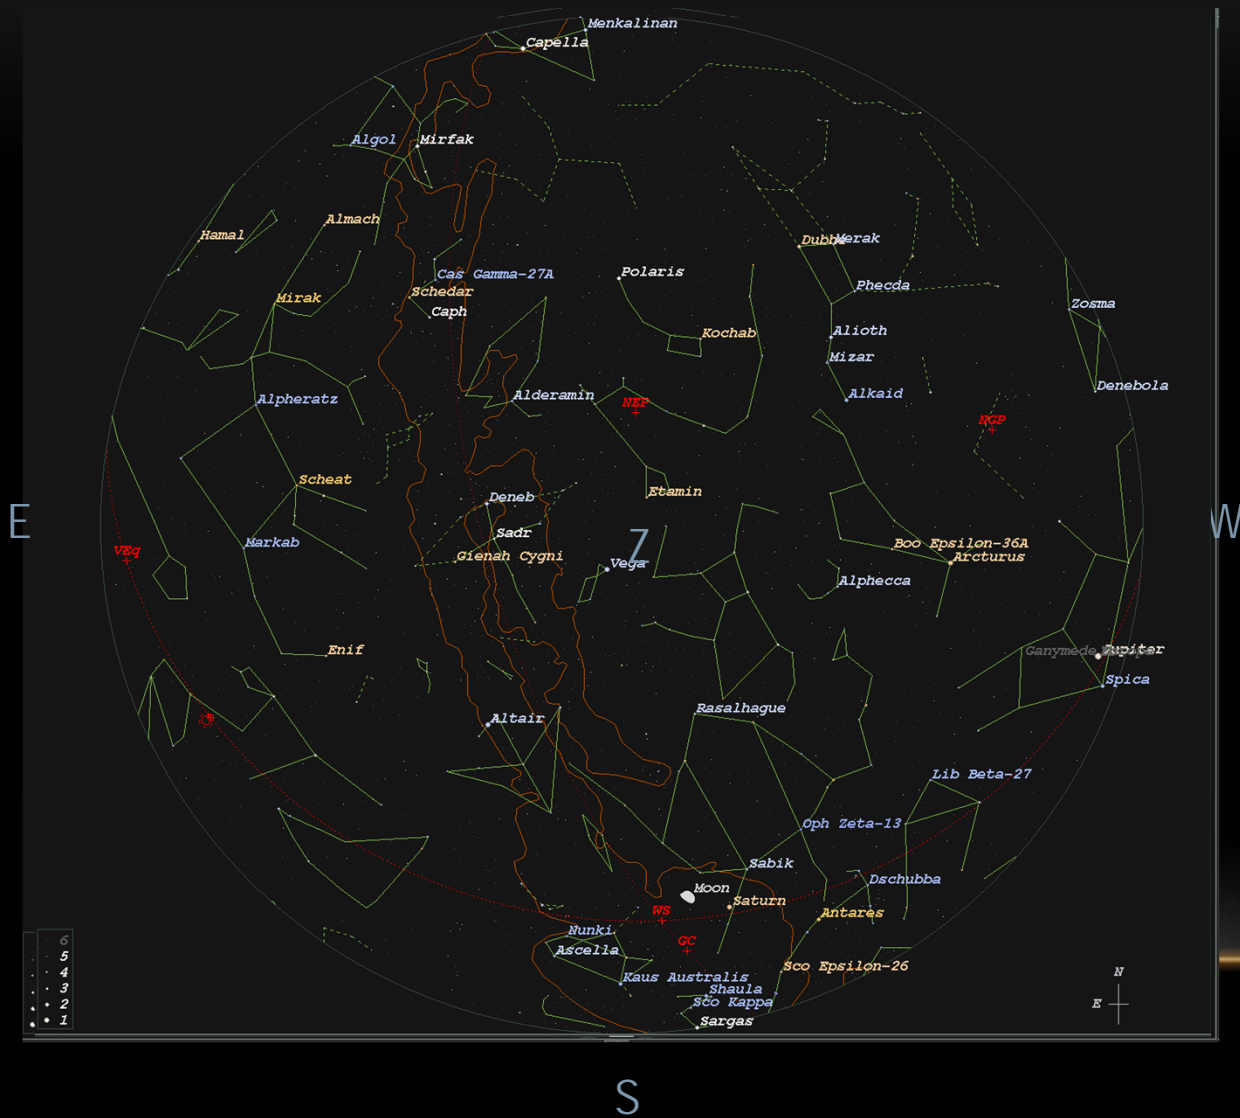 Menkalinan
Capella
Algol
Mirfak
Almach
Hamal
Dubhe
Merak
Cas Gamma-27A
Polaris
Phecda
Schedar
Mirak
Zosma
Caph
Kochab
Alioth
Mizar
Denebola
Alpheratz
Alderamin
NEP
Alkaid
NGP
Scheat
Etamin
Deneb
E
Sadr
Z
W
Markab
VEq
Gienah Cygni
Boo Epsilon-36A
Arcturus
Vega
Alphecca
Enif
Ganymede
Jupiter
Spica
Altair
Rasalhague
Lib Beta-27
Oph Zeta-13
Sabik
Dschubba
Moon
Saturn
WS
Antares
Nunki
GC
Ascella
6
5
4
3
2
1
Kaus Australis
Sco Epsilon-26
Shaula
Sco Kappa
Sargas
N
E
S